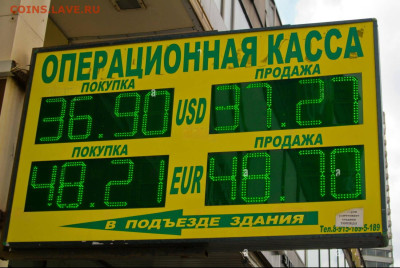 COINS.LAVE.RU
ОПЕРАЦИОННАЯ КАССА
ПОКУПКА ПРОДАЖА
36.90 USD 37.27
ПОКУПКА ПРОДАЖА
48.21 EUR 48.70
В ПОДЪЕЗДЕ ЗДАНИЯ